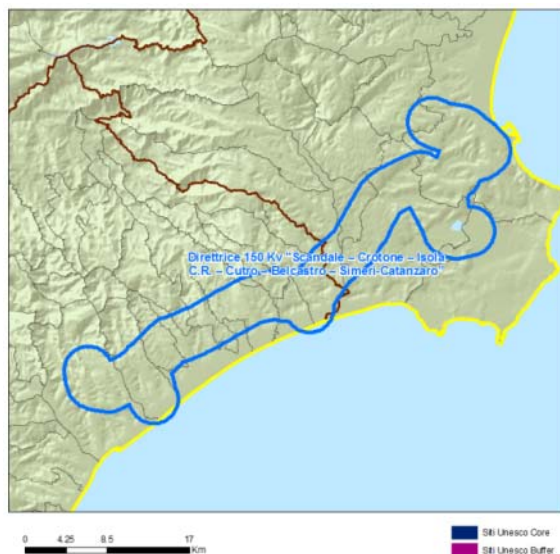 Direttrice 150 Kv "Scandale – Crotone – Isola
C.R. – Cutro – Belcastro – Simeri-Catanzaro"
0 4.25 8.5 17
Km
Siti Unesco Core
Siti Unesco Buffer